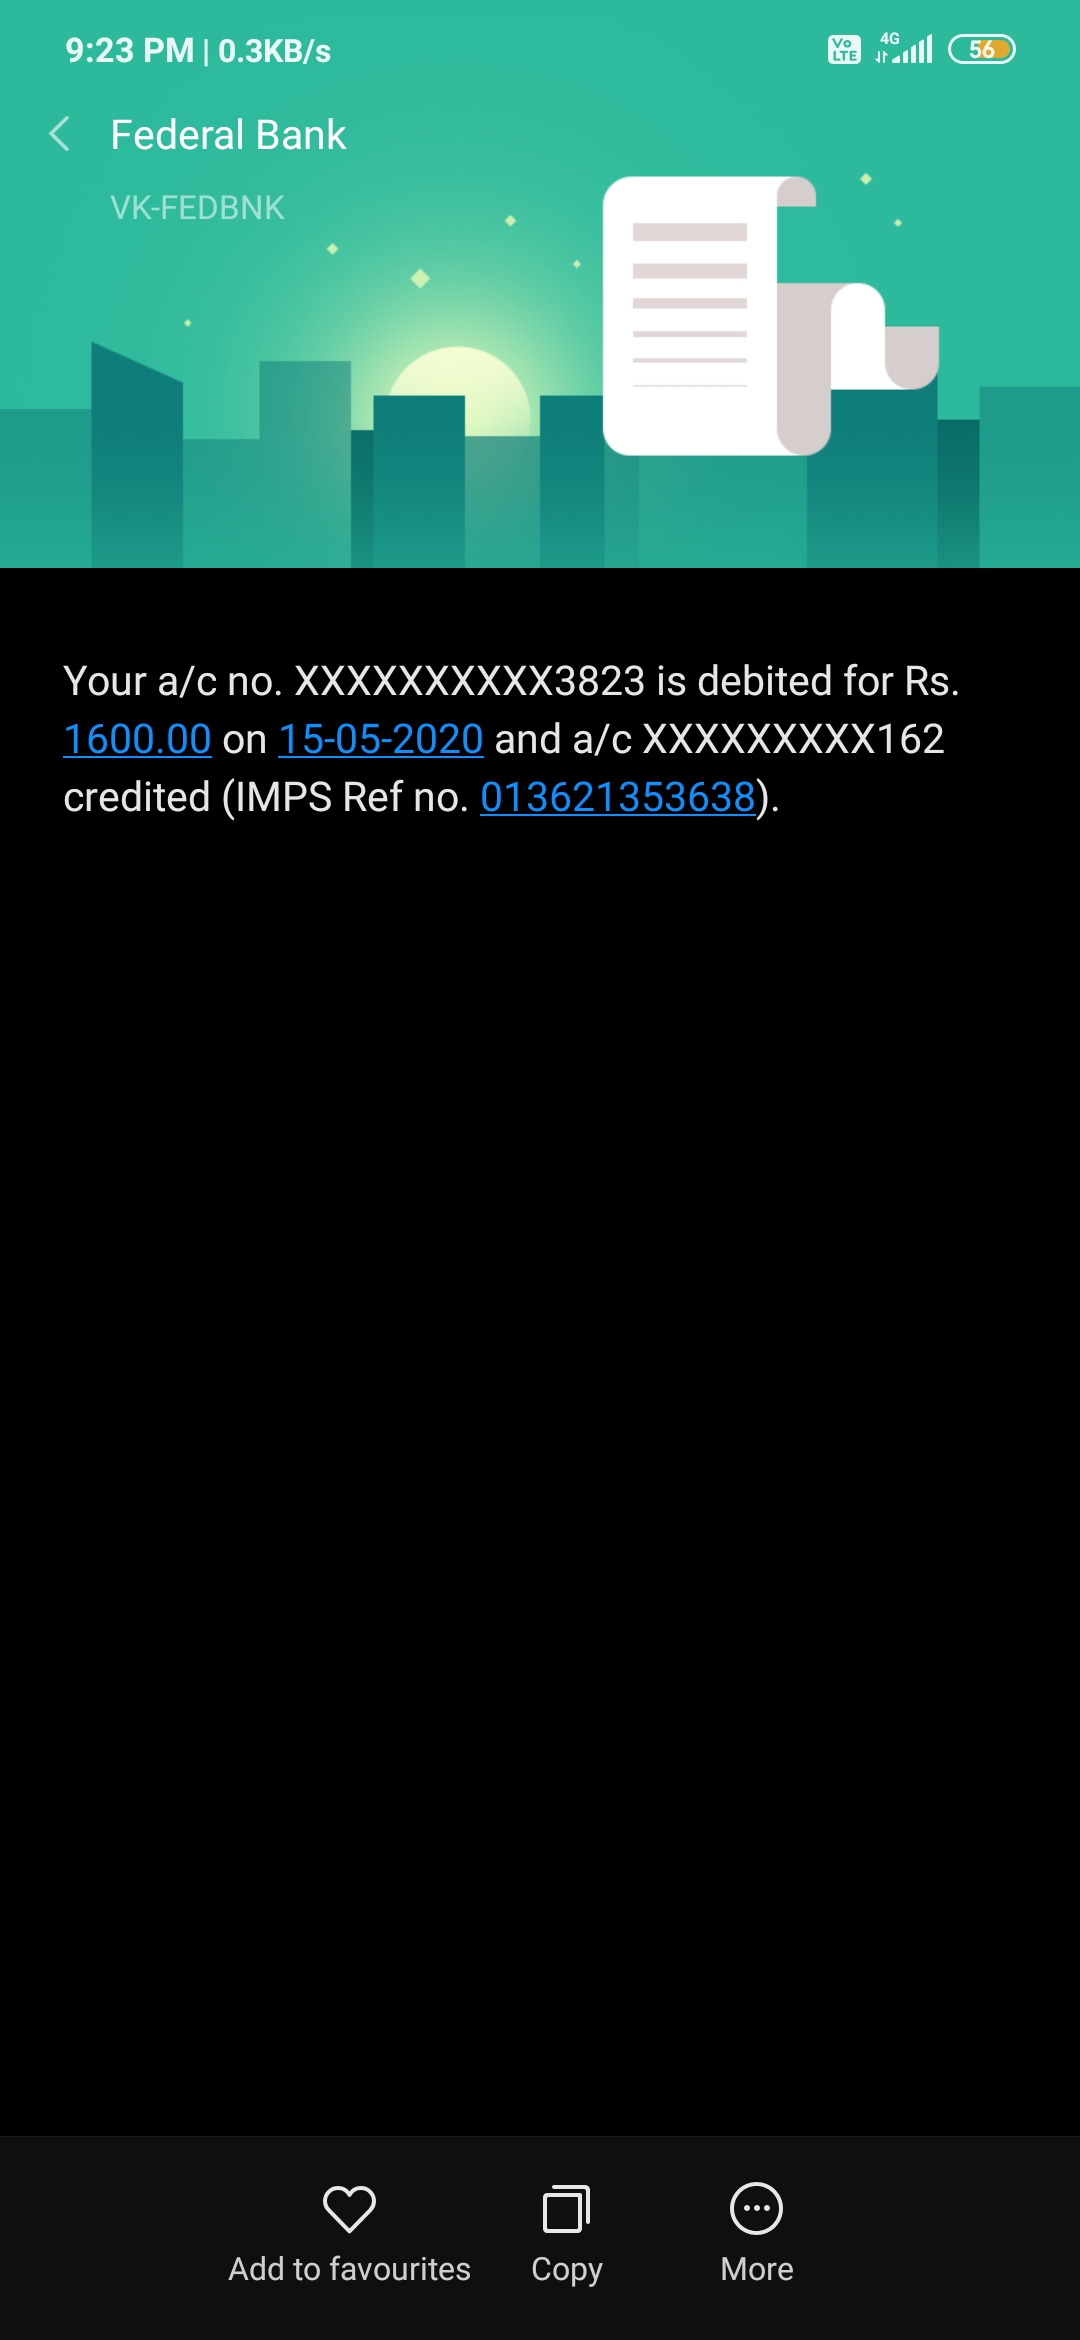 9:23 PM | 0.3KB/s
Vo LTE 4G 56
Federal Bank
VK-FEDBNK
Your a/c no. XXXXXXXXXX3823 is debited for Rs.
1600.00 on 15-05-2020 and a/c XXXXXXXXX162
credited (IMPS Ref no. 013621353638).
Add to favourites Copy More